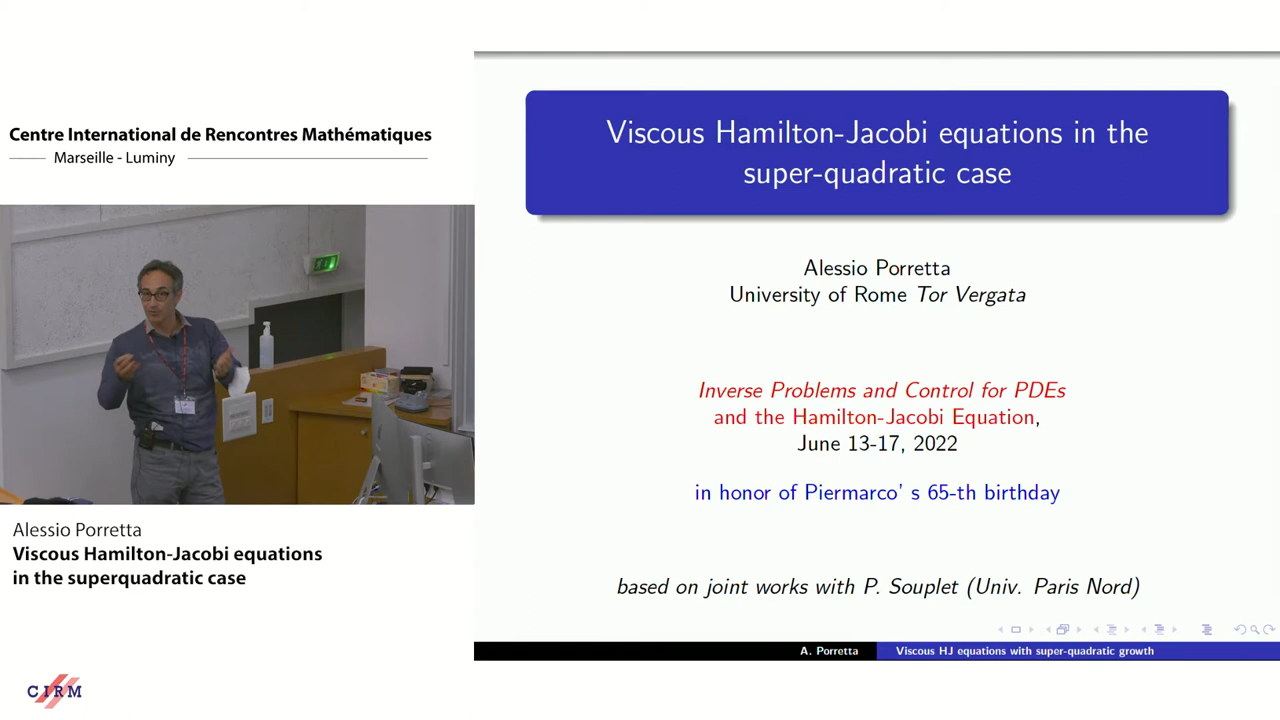 Centre International de Rencontres Mathématiques
Marseille - Luminy
Alessio Porretta
Viscous Hamilton-Jacobi equations
in the superquadratic case
CIRM
Viscous Hamilton-Jacobi equations in the
super-quadratic case
Alessio Porretta
University of Rome Tor Vergata
Inverse Problems and Control for PDEs
and the Hamilton-Jacobi Equation,
June 13-17, 2022
in honor of Piermarco' s 65-th birthday
based on joint works with P. Souplet (Univ. Paris Nord)
A. Porretta
Viscous HJ equations with super-quadratic growth